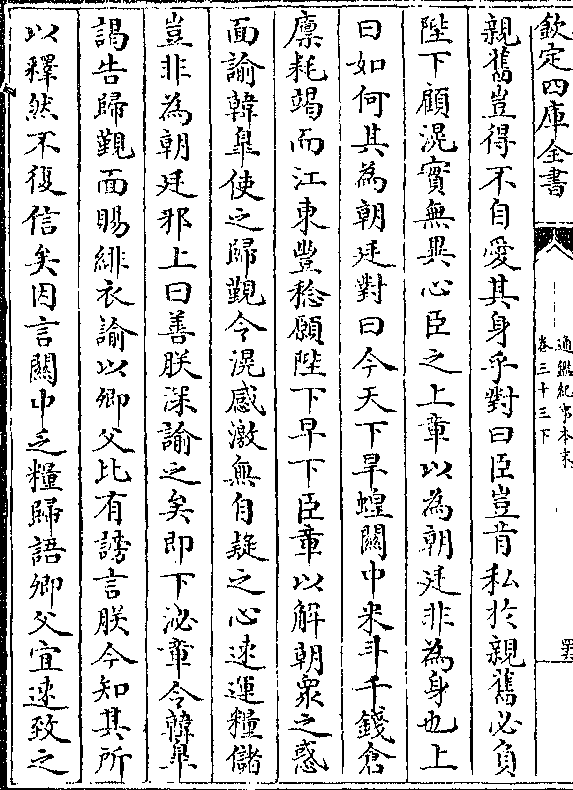 欽定四庫全書
通鑑紀事本末
卷三十三下
親舊豈得不自愛其身乎對曰臣豈肯私於親舊必負
陛下顧滉實無異心臣之上章以為朝廷非為身也上
曰如何其為朝廷對曰今天下旱蝗闗中米斗千錢倉
廪耗竭而江東豐稔願陛下早下臣章以解朝衆之惑
面諭韓臯使之歸覲令滉感激無自疑之心速運糧儲
豈非為朝廷邪上曰善朕深諭之矣即下泌章令韓臯
謁告歸覲面賜緋衣諭以卿父比有謗言朕今知其所
以釋然不復信矣因言闗中乏糧歸語卿父宜速致之